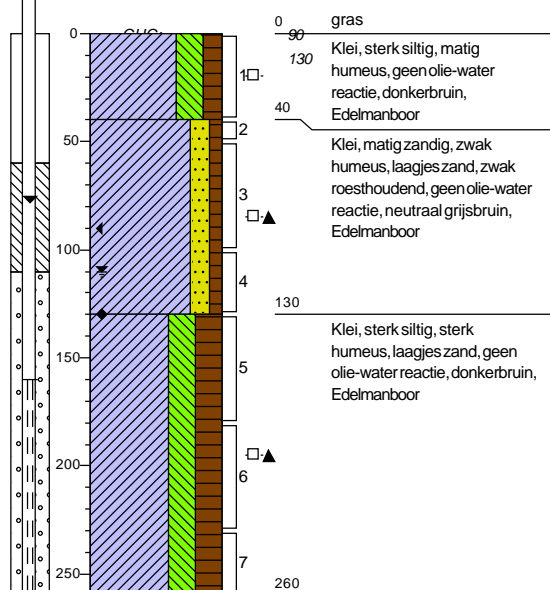 0 gras
90
130
Klei, sterk siltig, matig
humeus, geen olie-water
reactie, donkerbruin,
Edelmanboor
40
Klei, matig zandig, zwak
humeus, laagjes zand, zwak
roesthoudend, geen olie-water
reactie, neutraal grijsbruin,
Edelmanboor
130
Klei, sterk siltig, sterk
humeus, laagjes zand, geen
olie-water reactie, donkerbruin,
Edelmanboor
260
0
50
100
150
200
250
1
2
3
4
5
6
7